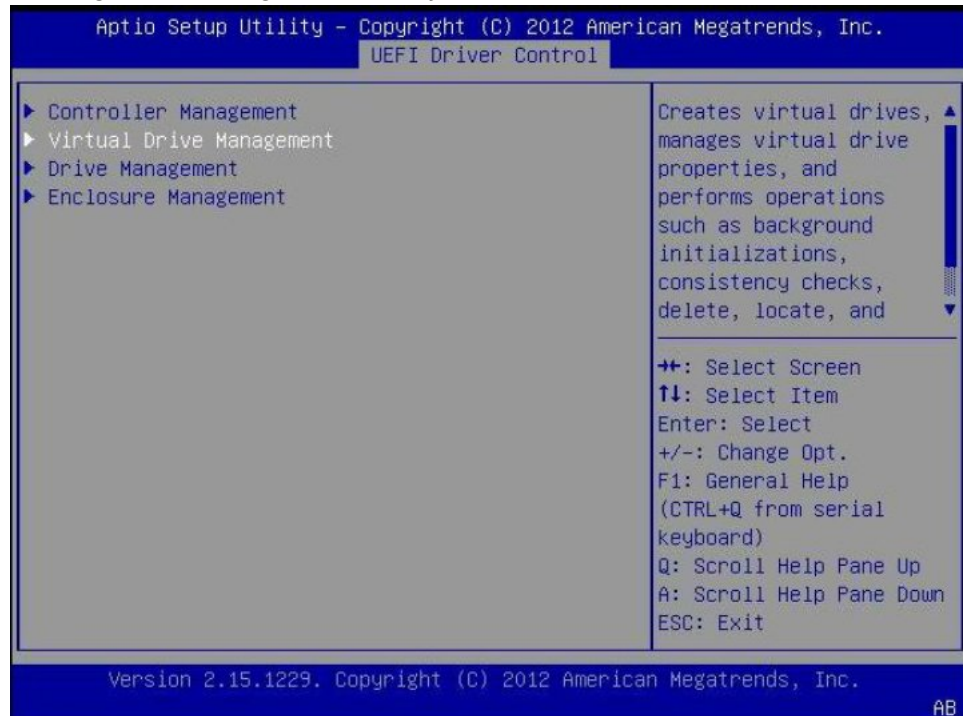 Aptio Setup Utility – Copyright (C) 2012 American Megatrends, Inc.
UEFI Driver Control
▶ Controller Management
▶ Virtual Drive Management
▶ Drive Management
▶ Enclosure Management
Creates virtual drives, ▲
manages virtual drive
properties, and
performs operations
such as background
initializations,
consistency checks,
delete, locate, and ▼
→←: Select Screen
↑↓: Select Item
Enter: Select
+/-: Change Opt.
F1: General Help
(CTRL+Q from serial
keyboard)
Q: Scroll Help Pane Up
A: Scroll Help Pane Down
ESC: Exit
Version 2.15.1229. Copyright (C) 2012 American Megatrends, Inc.
AB